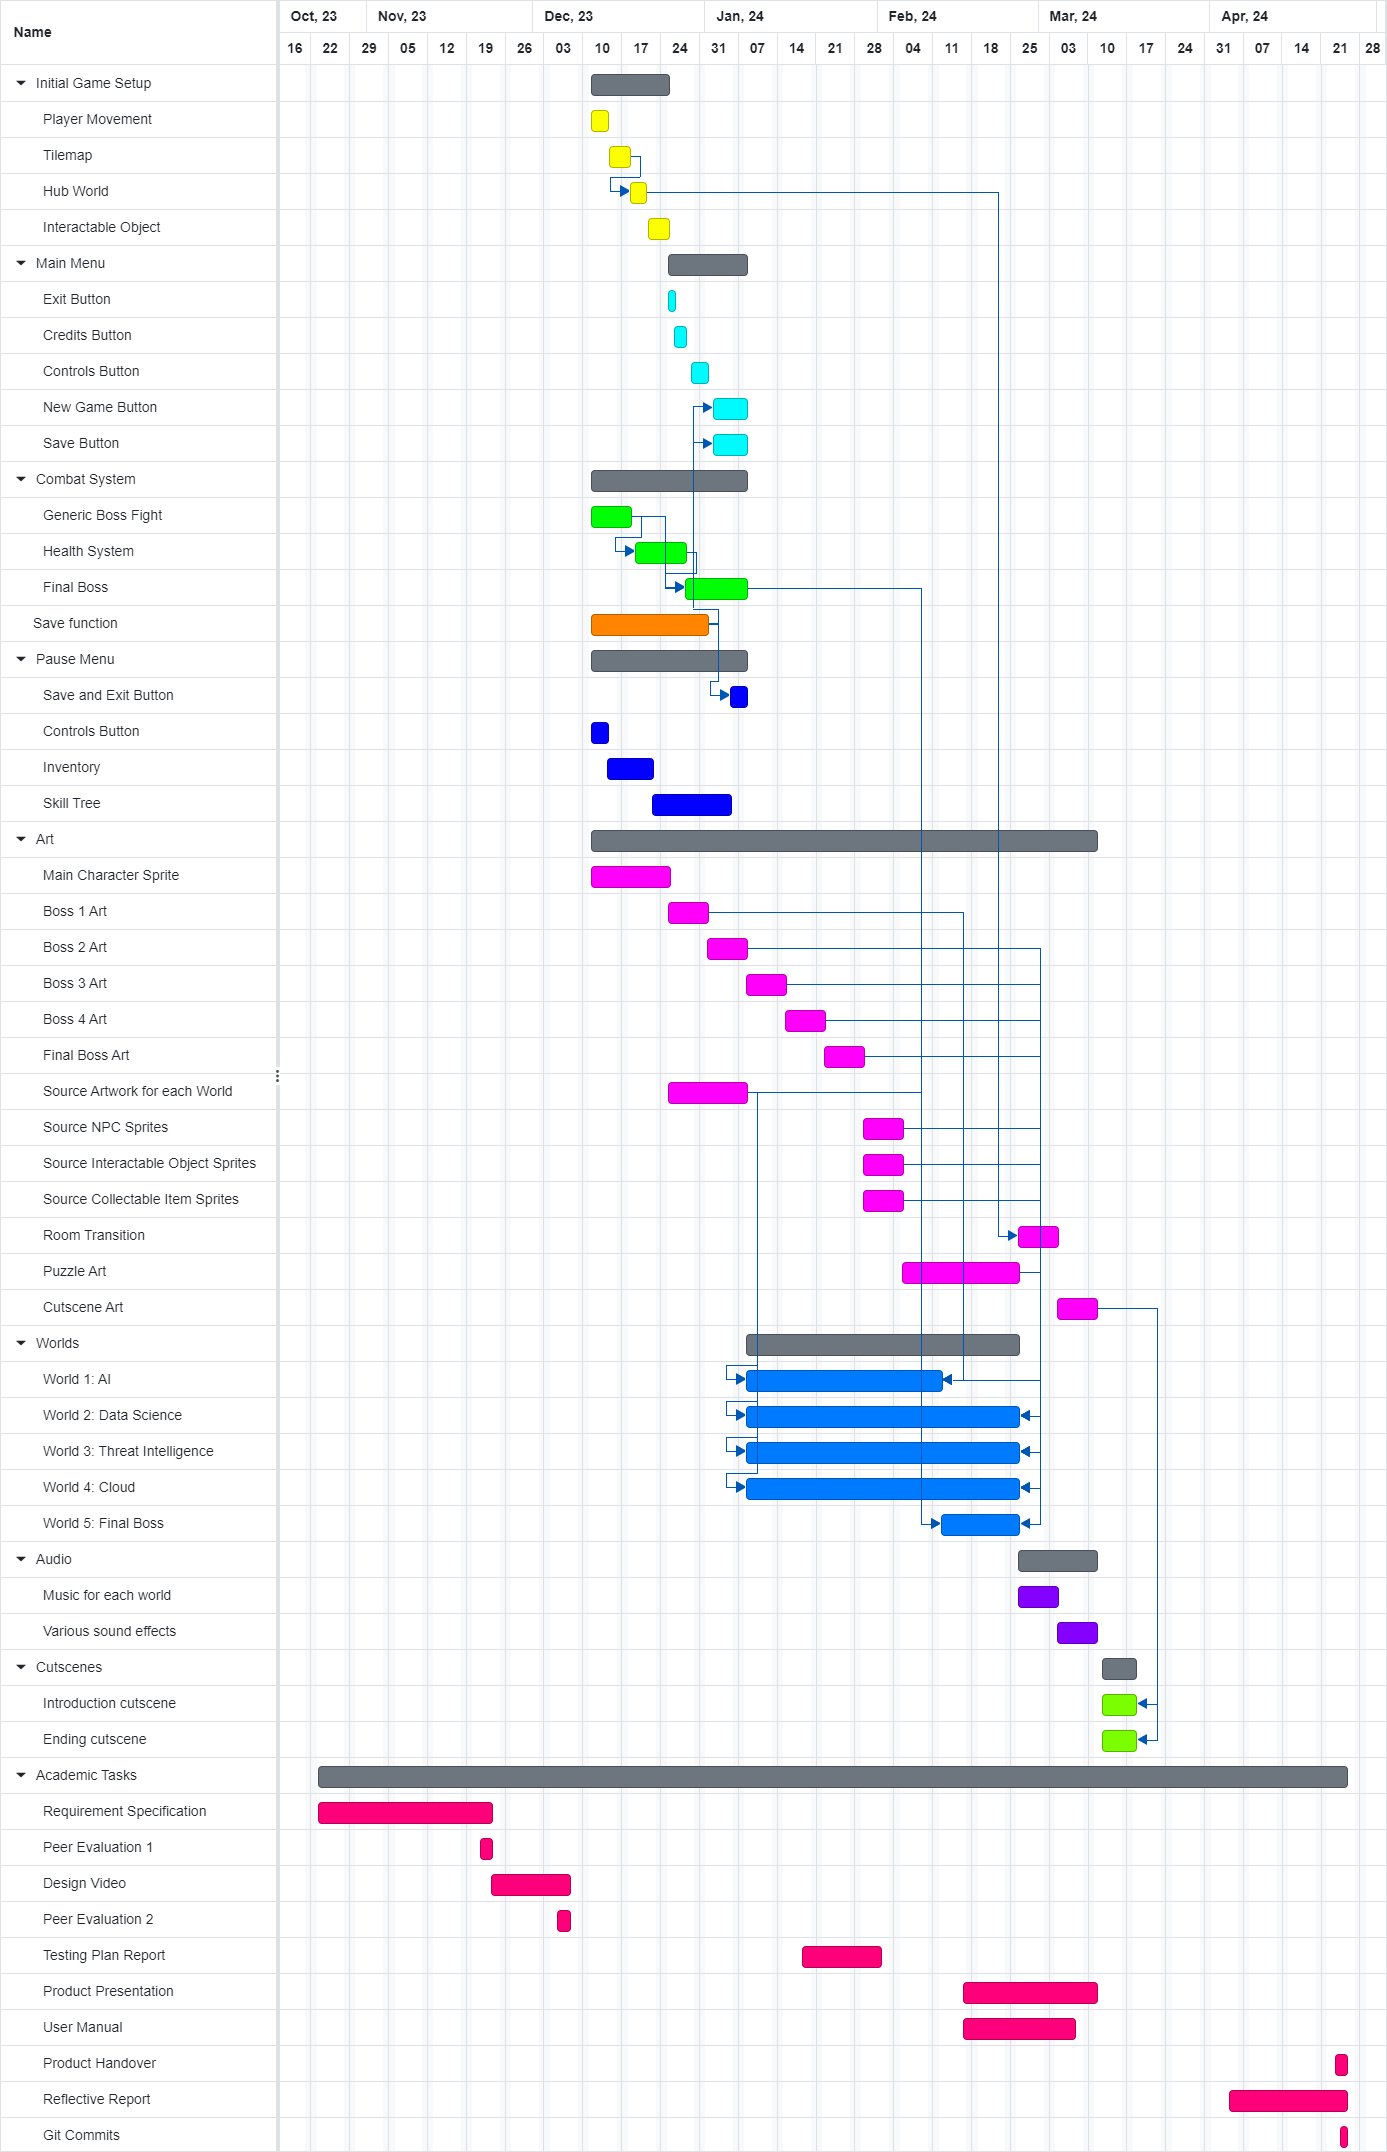 Name
Oct, 23 Nov, 23 Dec, 23 Jan, 24 Feb, 24 Mar, 24 Apr, 24
16 22 29 05 12 19 26 03 10 17 24 31 07 14 21 28 04 11 18 25 03 10 17 24 31 07 14 21 28
Initial Game Setup
Player Movement
Tilemap
Hub World
Interactable Object
Main Menu
Exit Button
Credits Button
Controls Button
New Game Button
Save Button
Combat System
Generic Boss Fight
Health System
Final Boss
Save function
Pause Menu
Save and Exit Button
Controls Button
Inventory
Skill Tree
Art
Main Character Sprite
Boss 1 Art
Boss 2 Art
Boss 3 Art
Boss 4 Art
Final Boss Art
Source Artwork for each World
Source NPC Sprites
Source Interactable Object Sprites
Source Collectable Item Sprites
Room Transition
Puzzle Art
Cutscene Art
Worlds
World 1: AI
World 2: Data Science
World 3: Threat Intelligence
World 4: Cloud
World 5: Final Boss
Audio
Music for each world
Various sound effects
Cutscenes
Introduction cutscene
Ending cutscene
Academic Tasks
Requirement Specification
Peer Evaluation 1
Design Video
Peer Evaluation 2
Testing Plan Report
Product Presentation
User Manual
Product Handover
Reflective Report
Git Commits